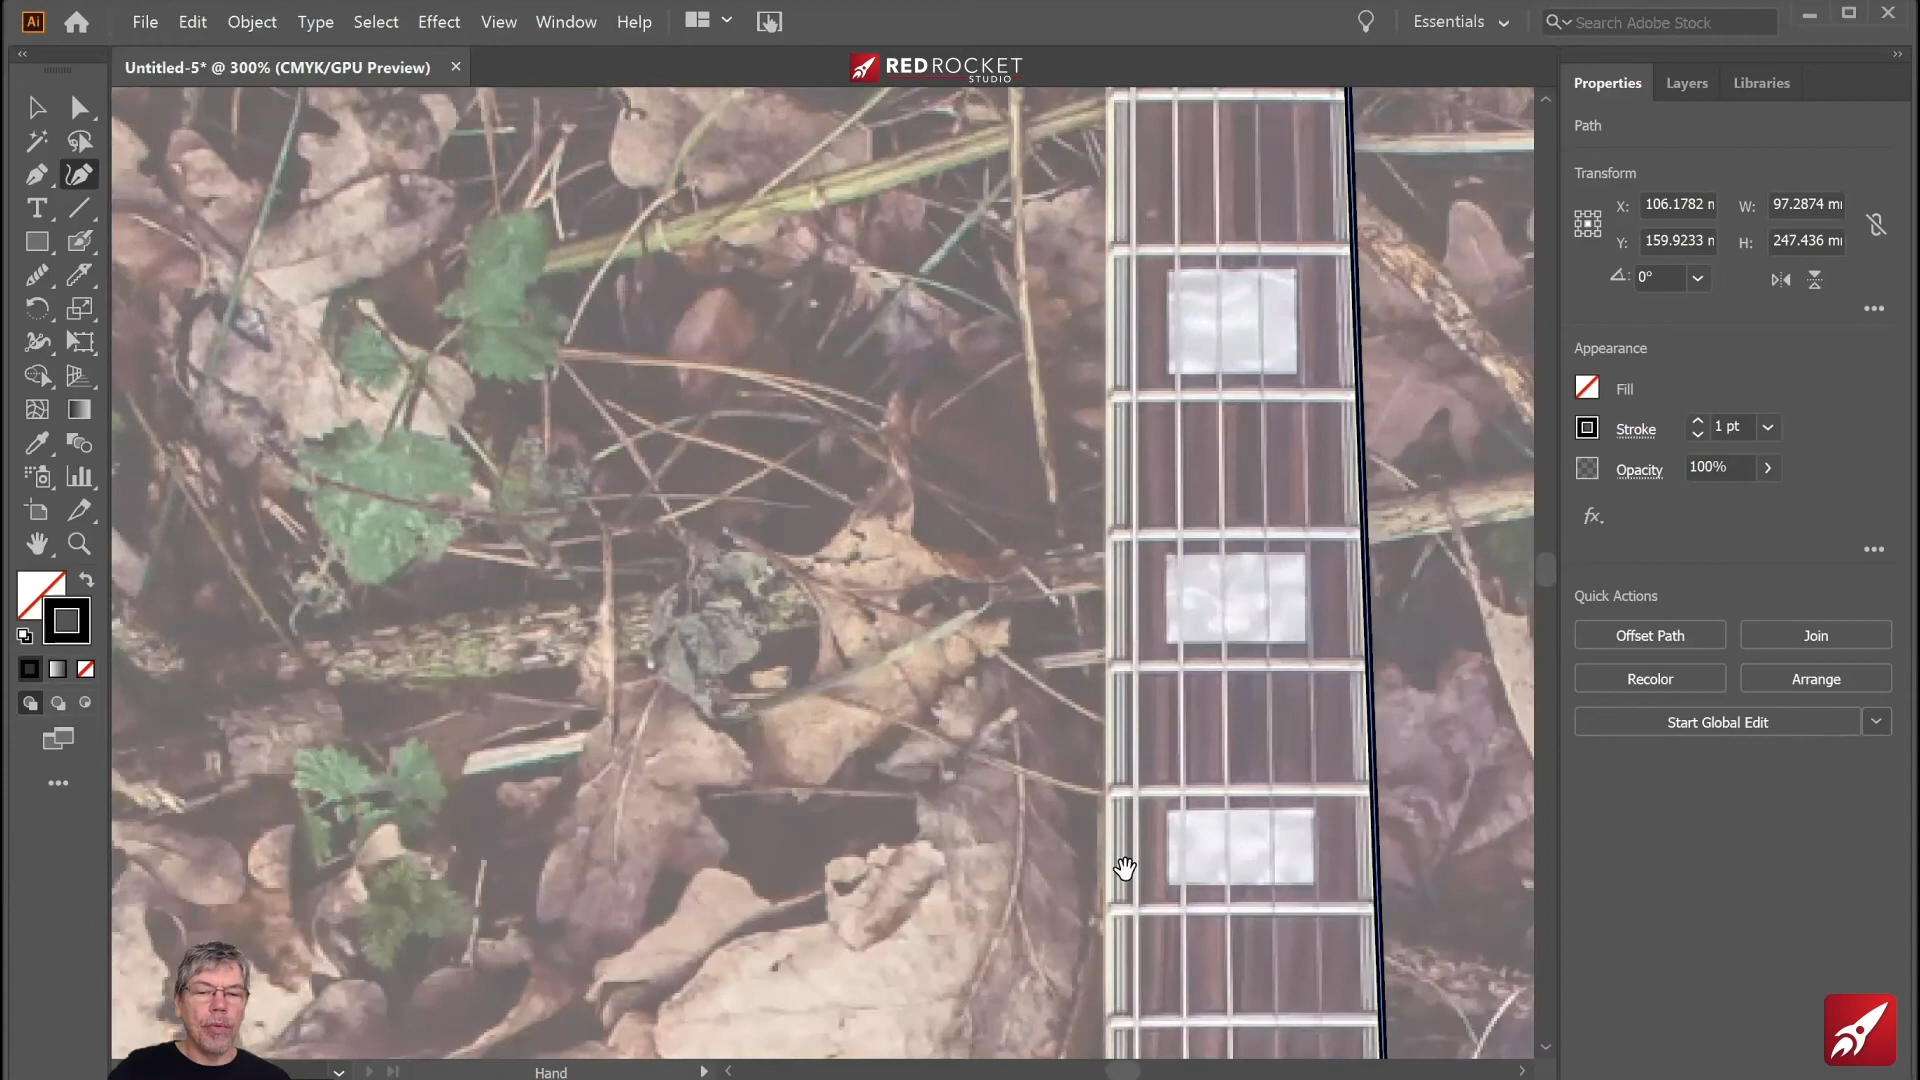 Ai
File Edit Object Type Select Effect View Window Help
Essentials
Search Adobe Stock
Untitled-5* @ 300% (CMYK/GPU Preview)
REDROCKET
STUDIO
Properties Layers Libraries
Path
Transform
X: 106.1782 W: 97.2874
Y: 159.9233 H: 247.436
0°
Appearance
Fill
Stroke 1 pt
Opacity 100%
fx.
Quick Actions
Offset Path Join
Recolor Arrange
Start Global Edit
Hand